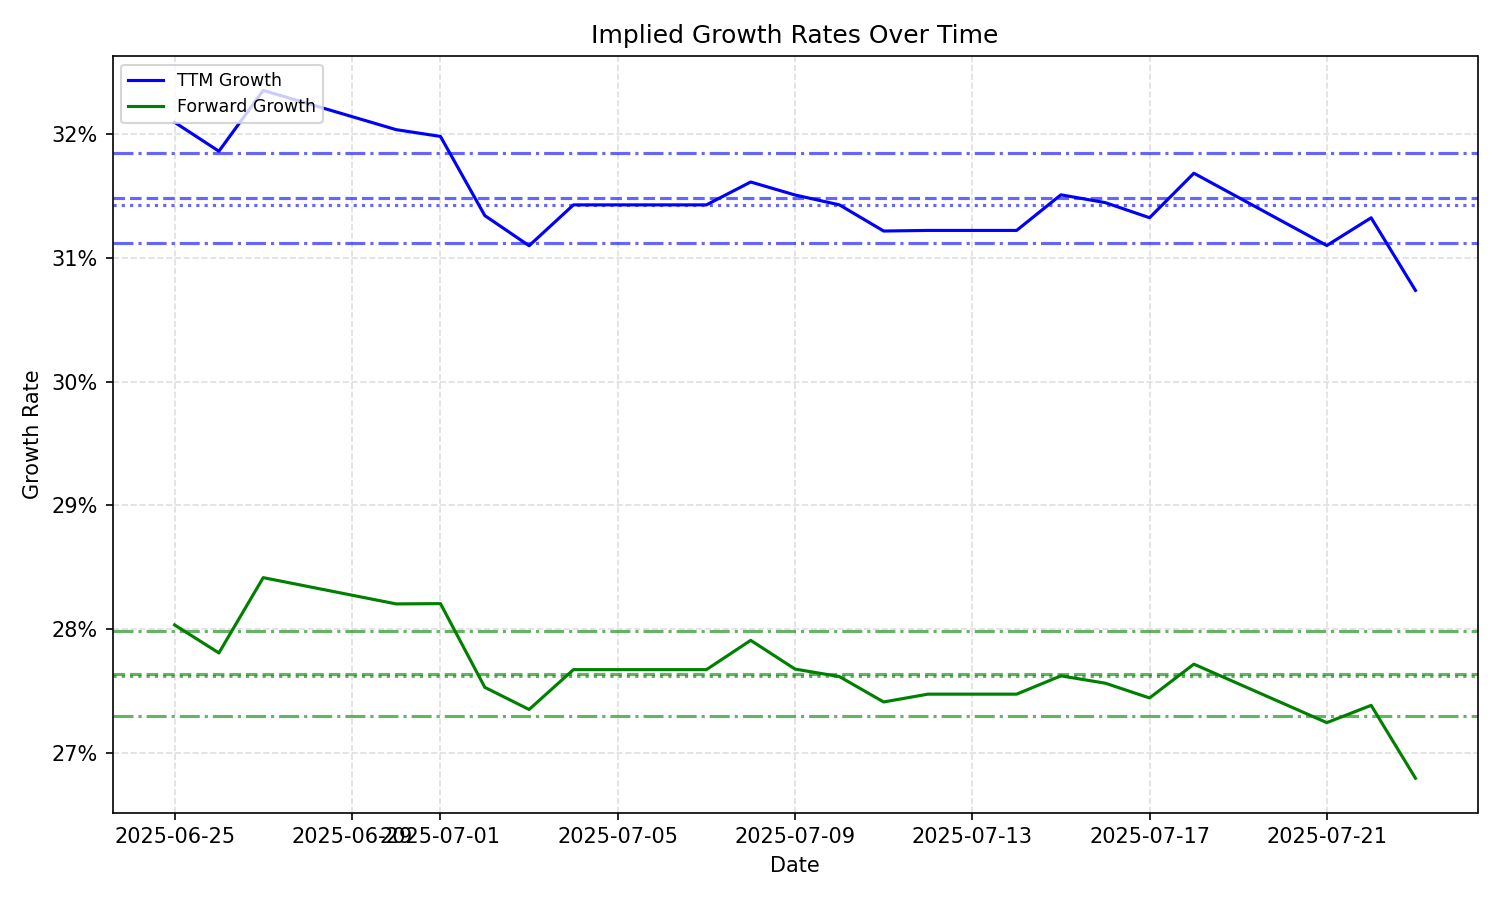 Implied Growth Rates Over Time
TTM Growth
Forward Growth
32%
31%
30%
29%
28%
27%
Growth Rate
2025-06-25
2025-06-29
2025-07-01
2025-07-05
2025-07-09
2025-07-13
2025-07-17
2025-07-21
Date